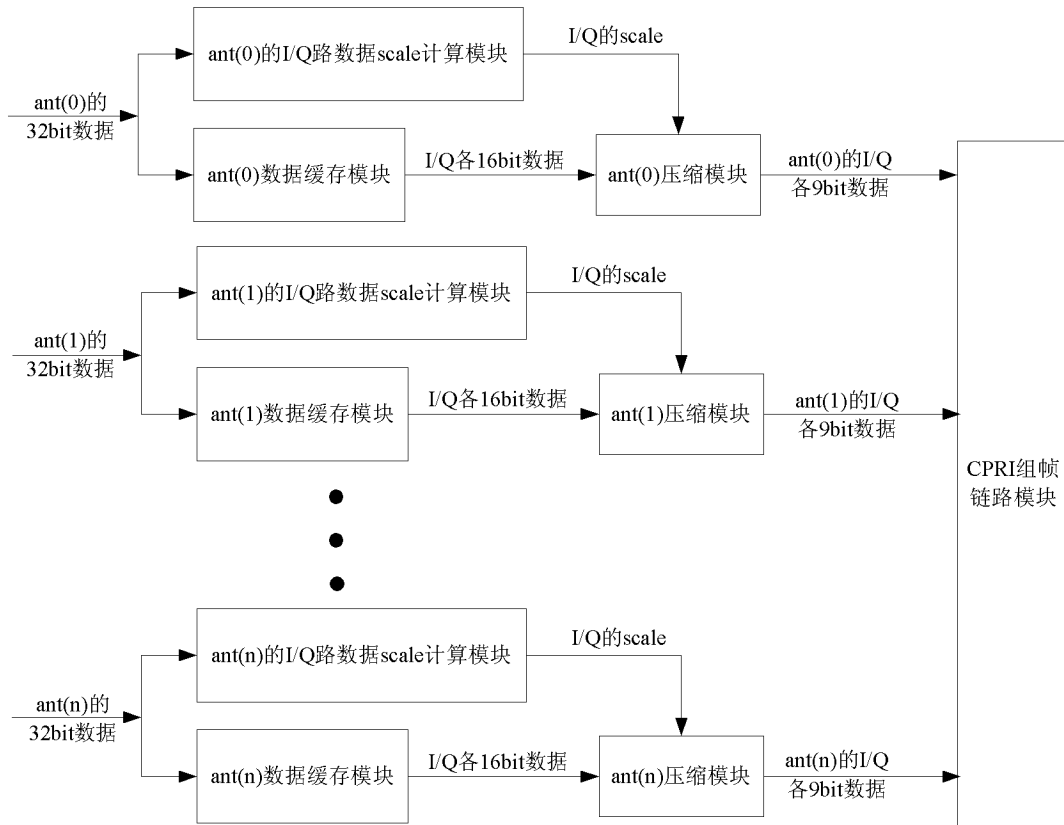 ant(0)的I/Q路数据scale计算模块
I/Q的scale
ant(0)的
32bit数据
ant(0)数据缓存模块
I/Q各16bit数据
ant(0)压缩模块
ant(0)的I/Q
各9bit数据
ant(1)的I/Q路数据scale计算模块
I/Q的scale
ant(1)的
32bit数据
ant(1)数据缓存模块
I/Q各16bit数据
ant(1)压缩模块
ant(1)的I/Q
各9bit数据
CPRI组帧
链路模块
ant(n)的I/Q路数据scale计算模块
I/Q的scale
ant(n)的
32bit数据
ant(n)数据缓存模块
I/Q各16bit数据
ant(n)压缩模块
ant(n)的I/Q
各9bit数据